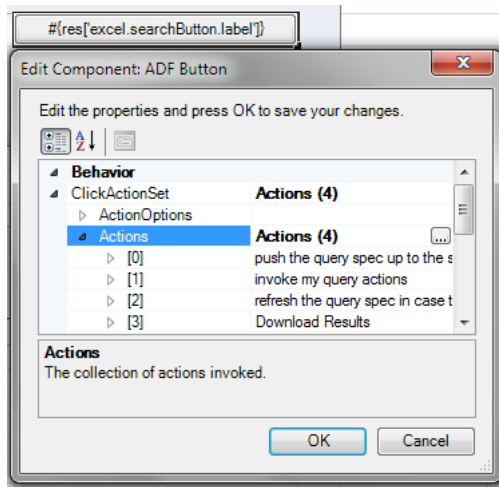 #{res['excel.searchButton.label']}
Edit Component: ADF Button
Edit the properties and press OK to save your changes.
Behavior
ClickActionSet Actions (4)
ActionOptions
Actions Actions (4) ...
[0] push the query spec up to the s
[1] invoke my query actions
[2] refresh the query spec in case t
[3] Download Results
Actions
The collection of actions invoked.
OK Cancel